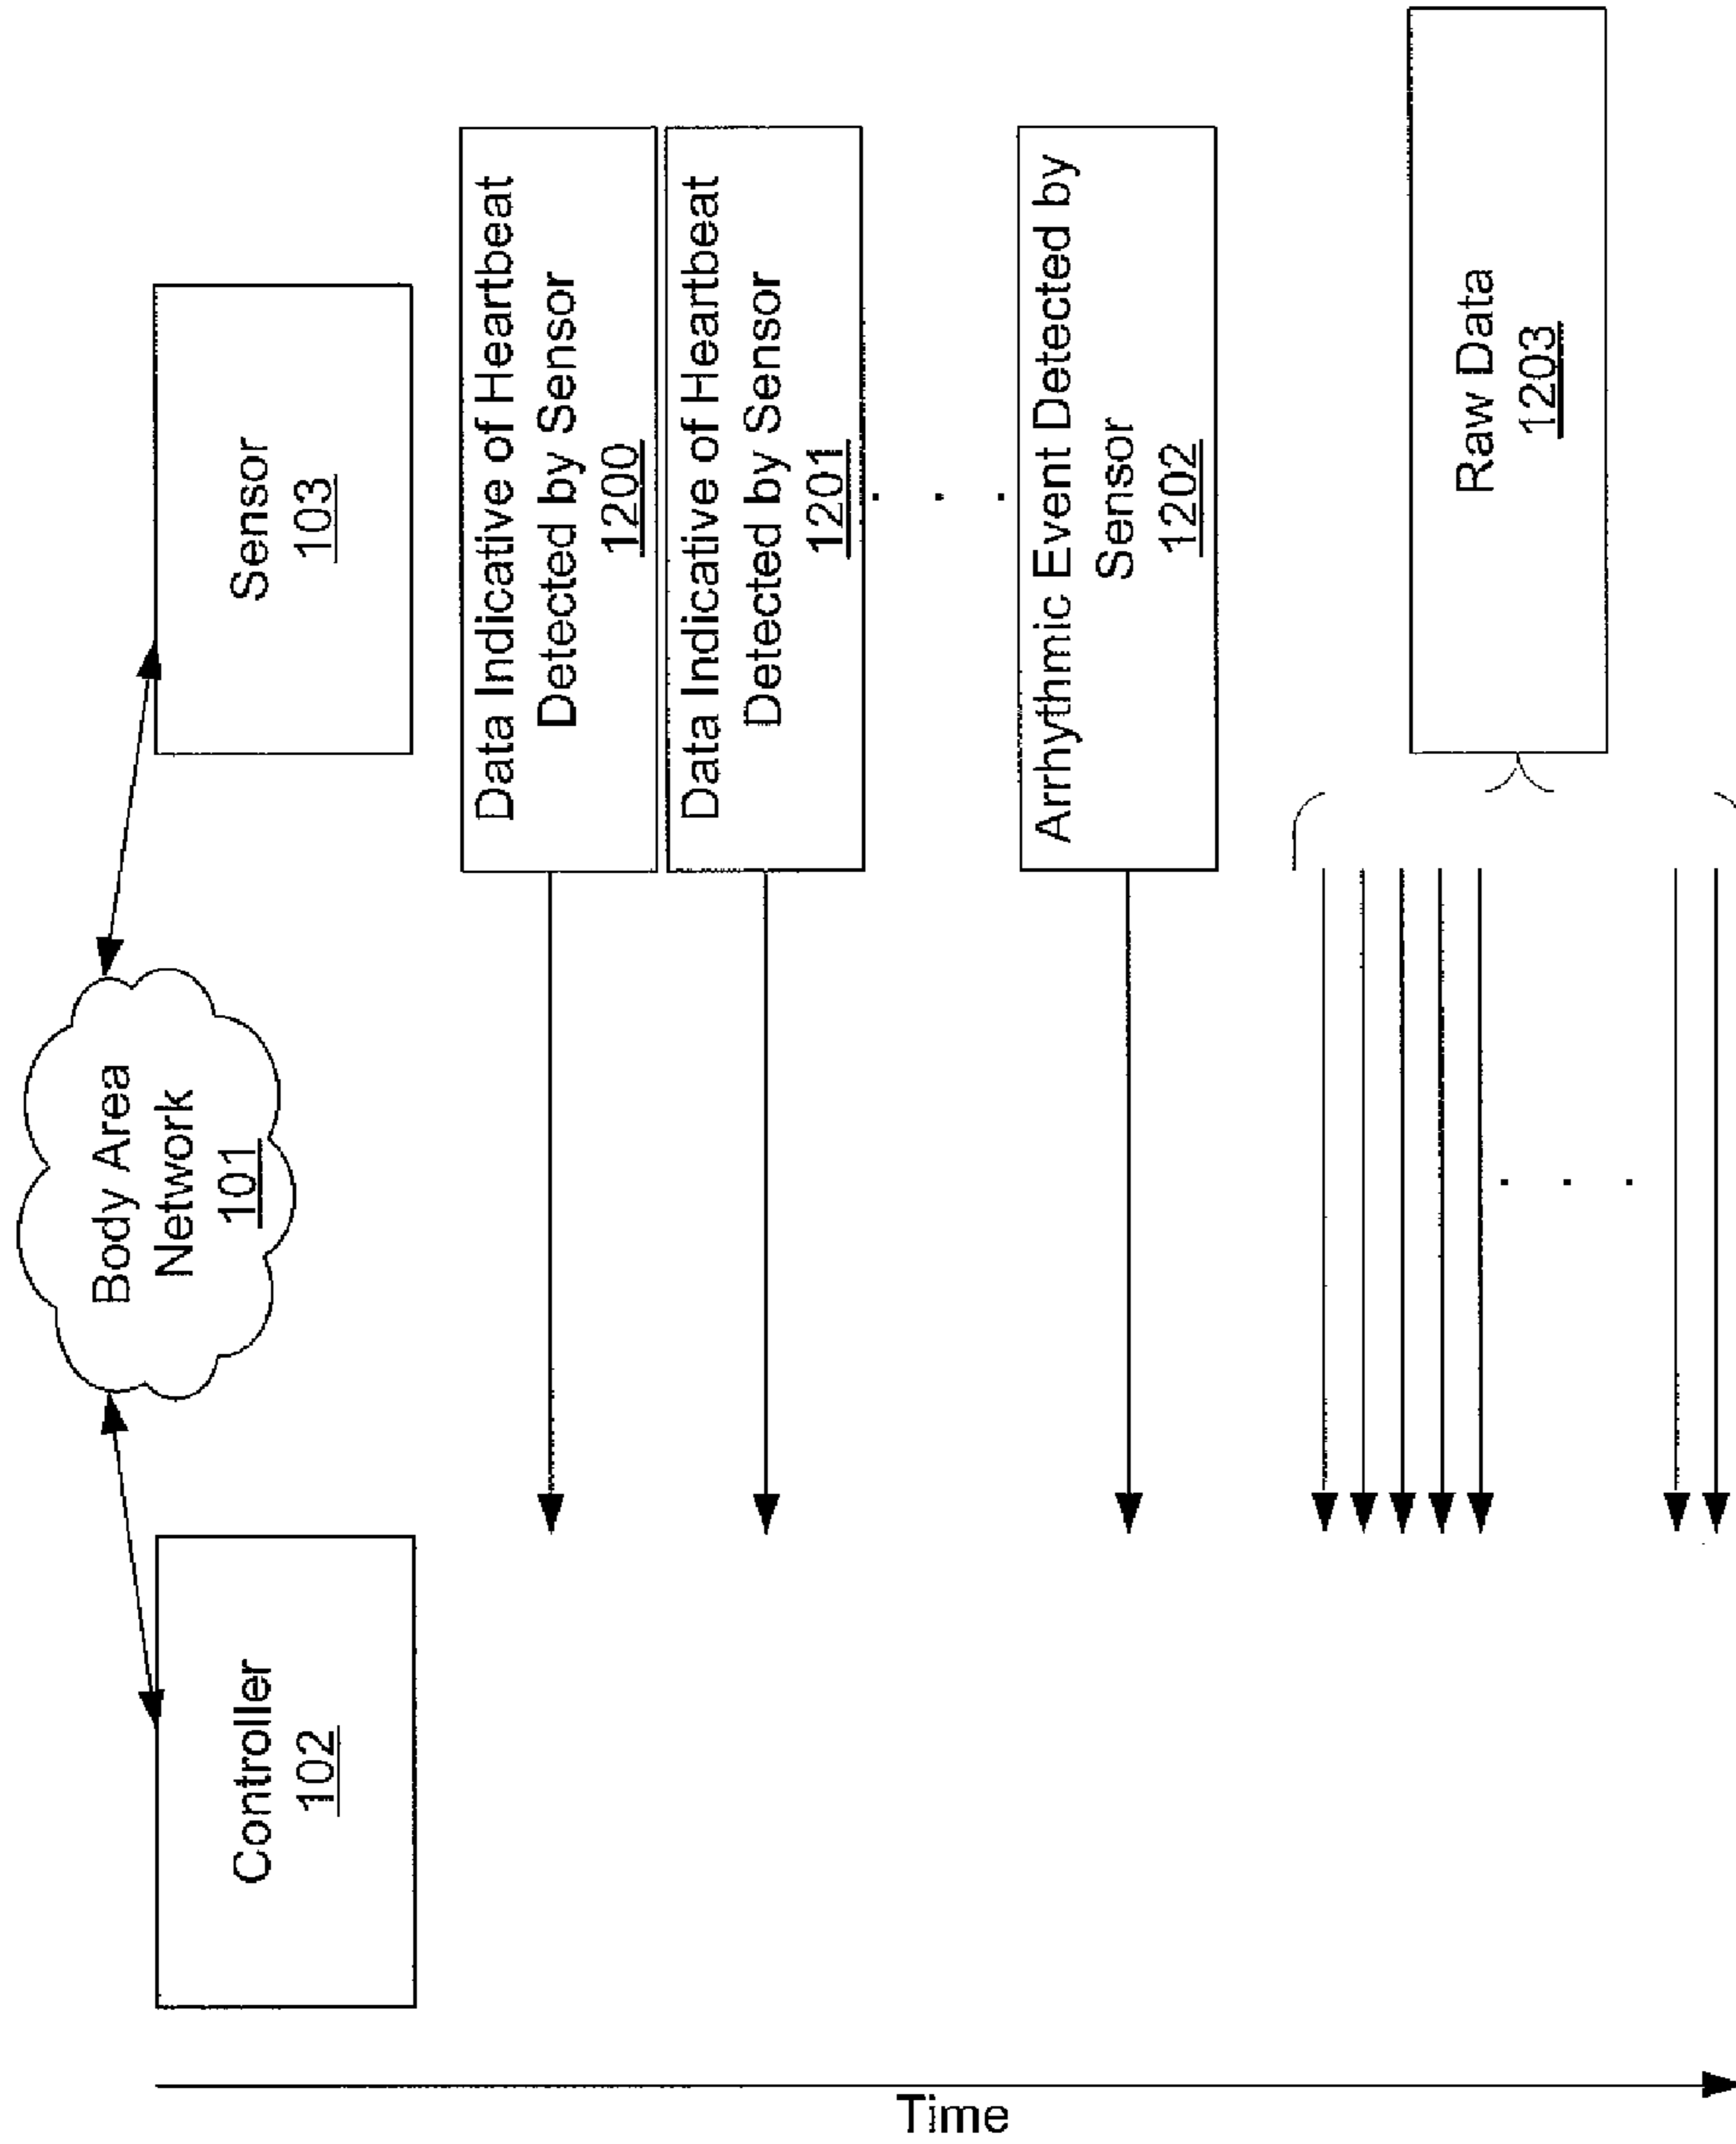 Controller
102
Body Area
Network
101
Sensor
103
Data Indicative of Heartbeat
Detected by Sensor
1200
Data Indicative of Heartbeat
Detected by Sensor
1201
Arrhythmic Event Detected by
Sensor
1202
Raw Data
1203
Time